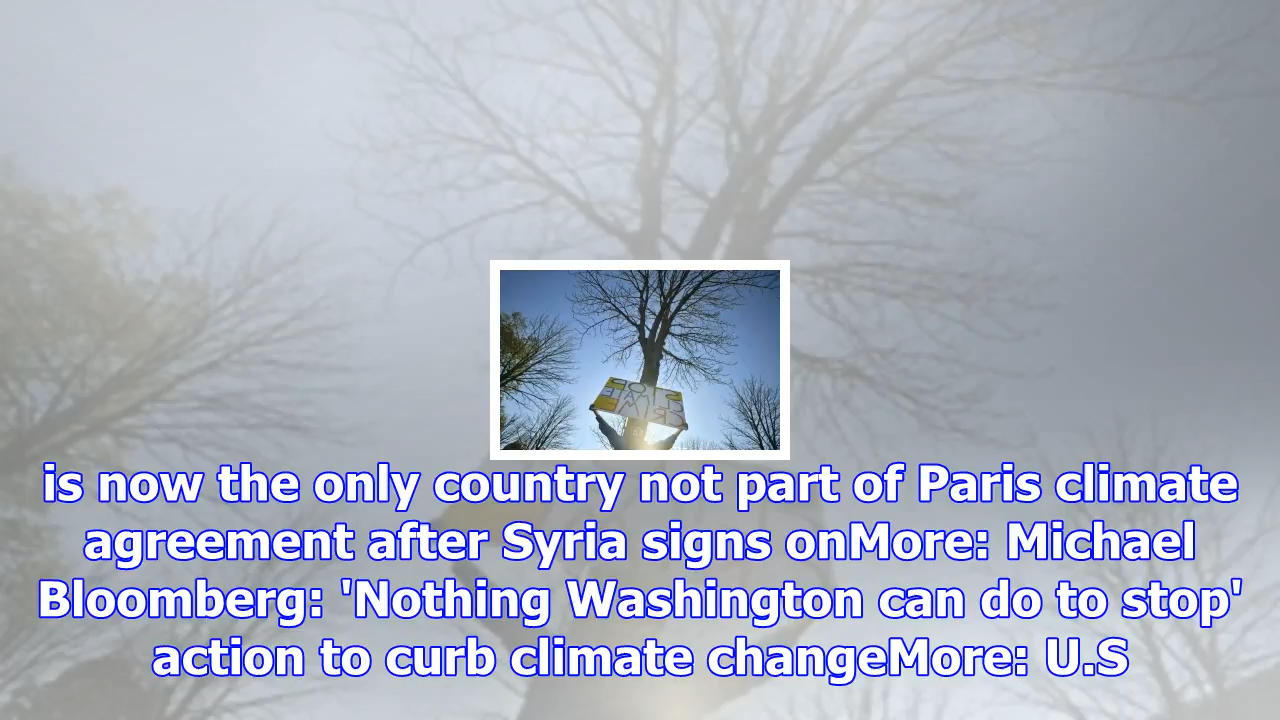 is now the only country not part of Paris climate
agreement after Syria signs onMore: Michael
Bloomberg: 'Nothing Washington can do to stop'
action to curb climate changeMore: U.S